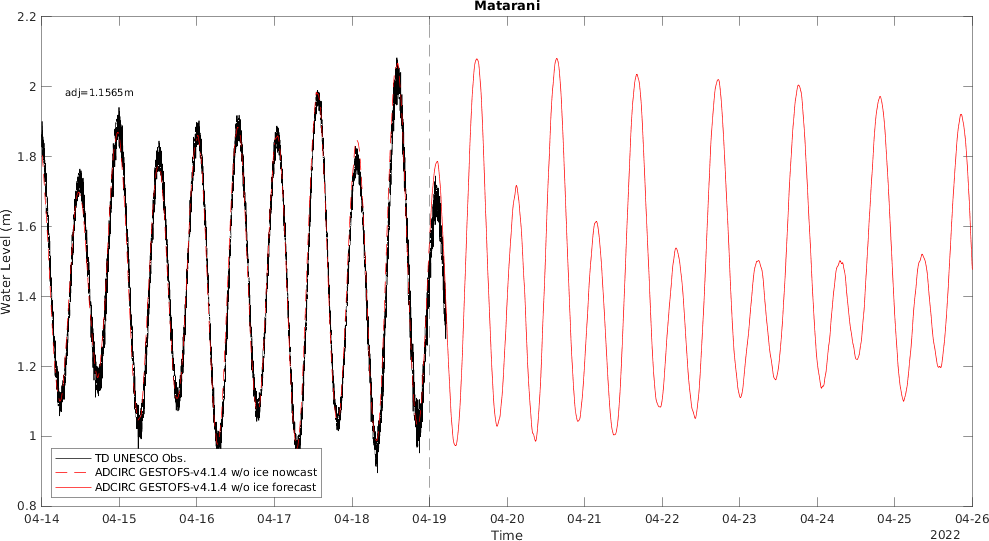 Matarani
2.2
2
1.8
1.6
1.4
1.2
1
0.8
Water Level (m)
adj=1.1565m
TD UNESCO Obs.
ADCIRC GESTOFS-v4.1.4 w/o ice nowcast
ADCIRC GESTOFS-v4.1.4 w/o ice forecast
04-14 04-15 04-16 04-17 04-18 04-19 04-20 04-21 04-22 04-23 04-24 04-25 04-26
Time
2022